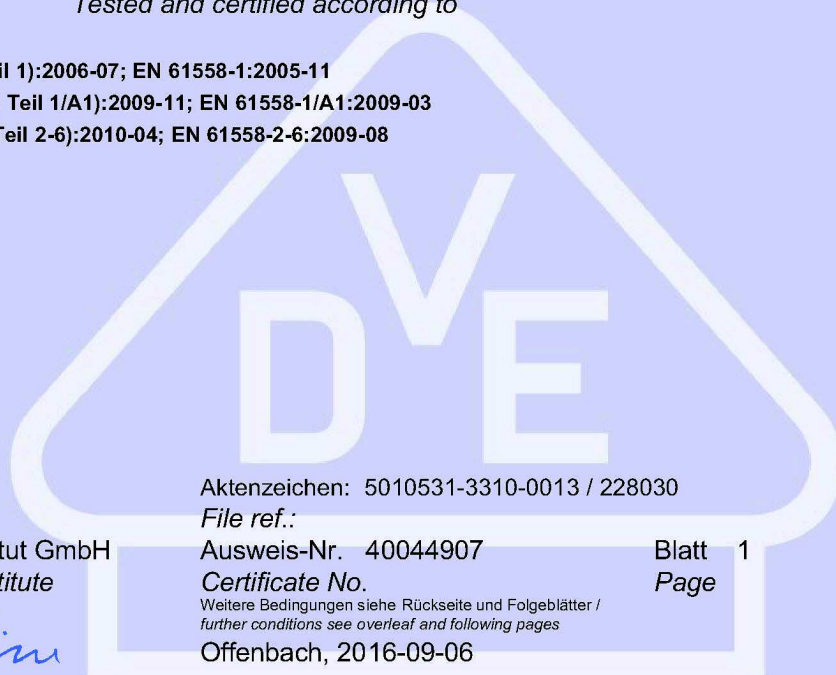 Tested and certified according to
il 1):2006-07; EN 61558-1:2005-11
Teil 1/A1):2009-11; EN 61558-1/A1:2009-03
Teil 2-6):2010-04; EN 61558-2-6:2009-08
VDE
Aktenzeichen: 5010531-3310-0013 / 228030
File ref.:
tut GmbH Ausweis-Nr. 40044907 Blatt 1
titute Certificate No. Page
Weitere Bedingungen siehe Rückseite und Folgeblätter /
further conditions see overleaf and following pages
Offenbach, 2016-09-06